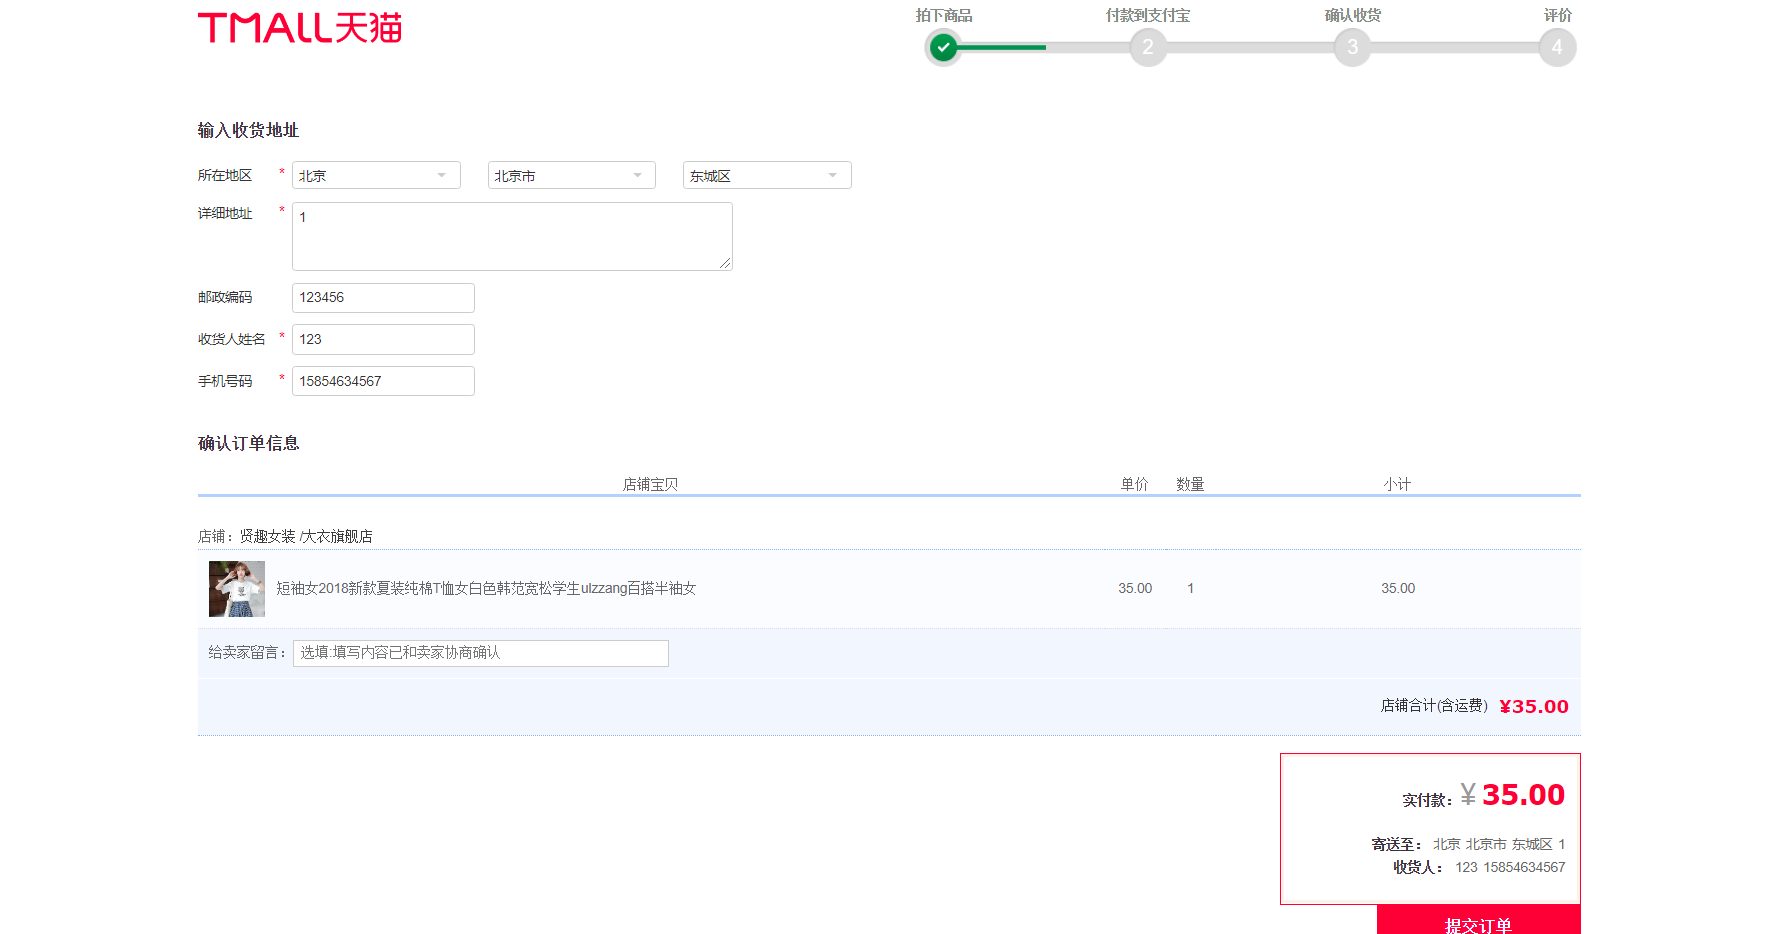 TMALL天猫
拍下商品 付款到支付宝 确认收货 评价
2 3 4
输入收货地址
所在地区 * 北京 北京市 东城区
详细地址 * 1
邮政编码 123456
收货人姓名 * 123
手机号码 * 15854634567
确认订单信息
店铺宝贝 单价 数量 小计
店铺：贤趣女装 /大衣旗舰店
短袖女2018新款夏装纯棉T恤女白色韩范宽松学生ulzzang百搭半袖女 35.00 1 35.00
给卖家留言： 选填:填写内容已和卖家协商确认
店铺合计(含运费) ¥35.00
实付款：¥35.00
寄送至： 北京 北京市 东城区 1
收货人： 123 15854634567
提交订单